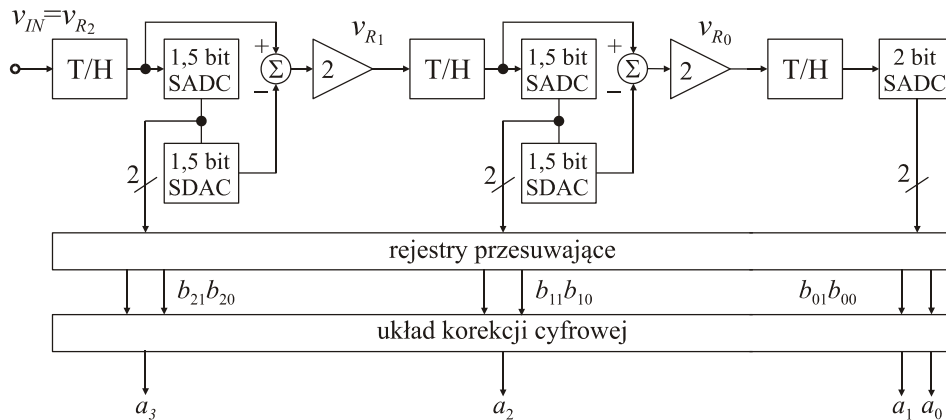 v_IN=v_R2
v_R1
v_R0
T/H
1,5 bit
SADC
+
−
Σ
2
T/H
1,5 bit
SADC
+
−
Σ
2
T/H
2 bit
SADC
2
1,5 bit
SDAC
2
1,5 bit
SDAC
2
rejestry przesuwające
b21b20
b11b10
b01b00
układ korekcji cyfrowej
a3
a2
a1 a0